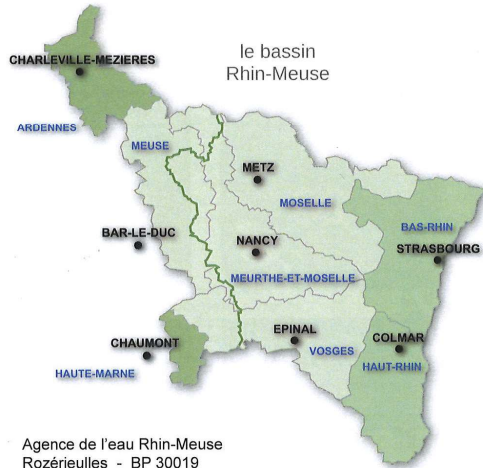 le bassin
Rhin-Meuse
CHARLEVILLE-MEZIERES
ARDENNES
MEUSE
METZ
MOSELLE
BAS-RHIN
BAR-LE-DUC
NANCY
STRASBOURG
MEURTHE-ET-MOSELLE
CHAUMONT
EPINAL
COLMAR
VOSGES
HAUT-RHIN
HAUTE-MARNE
Agence de l'eau Rhin-Meuse
Rozérieulles - BP 30019